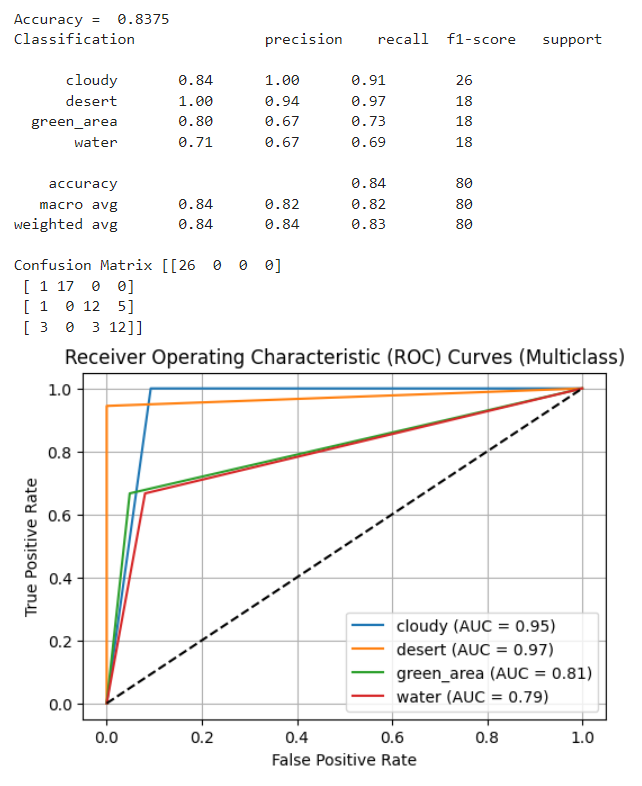 Accuracy =  0.8375
Classification                precision    recall  f1-score   support
cloudy       0.84      1.00      0.91        26
desert       1.00      0.94      0.97        18
green_area       0.80      0.67      0.73        18
water       0.71      0.67      0.69        18
accuracy                           0.84        80
macro avg       0.84      0.82      0.82        80
weighted avg       0.84      0.84      0.83        80
Confusion Matrix [[26  0  0  0]
[ 1 17  0  0]
[ 1  0 12  5]
[ 3  0  3 12]]
Receiver Operating Characteristic (ROC) Curves (Multiclass)
1.0
0.8
0.6
0.4
0.2
0.0
True Positive Rate
cloudy (AUC = 0.95)
desert (AUC = 0.97)
green_area (AUC = 0.81)
water (AUC = 0.79)
0.0 0.2 0.4 0.6 0.8 1.0
False Positive Rate